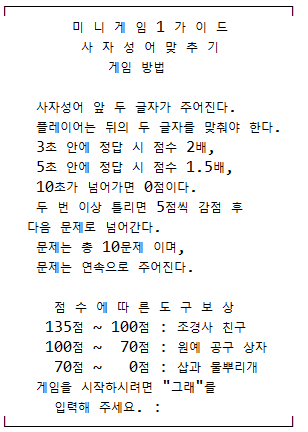 미 니 게 임 1 가 이 드
사 자 성 어 맞 추 기
게임 방법
사자성어 앞 두 글자가 주어진다.
플레이어는 뒤의 두 글자를 맞춰야 한다.
3초 안에 정답 시 점수 2배,
5초 안에 정답 시 점수 1.5배,
10초가 넘어가면 0점이다.
두 번 이상 틀리면 5점씩 감점 후
다음 문제로 넘어간다.
문제는 총 10문제 이며,
문제는 연속으로 주어진다.
점 수 에 따 른 도 구 보 상
135점 ~ 100점 : 조경사 친구
100점 ~ 70점 : 원예 공구 상자
70점 ~ 0점 : 삽과 물뿌리개
게임을 시작하시려면 "그래"를
입력해 주세요. :